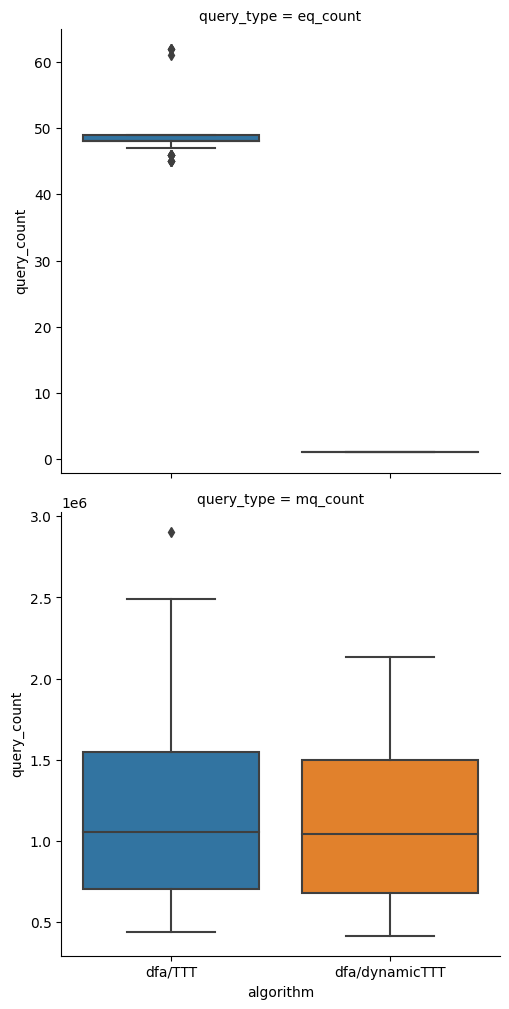 query_type = eq_count
60
50
40
30
20
10
0
query_count
query_type = mq_count
1e6
3.0
2.5
2.0
1.5
1.0
0.5
query_count
dfa/TTT dfa/dynamicTTT
algorithm